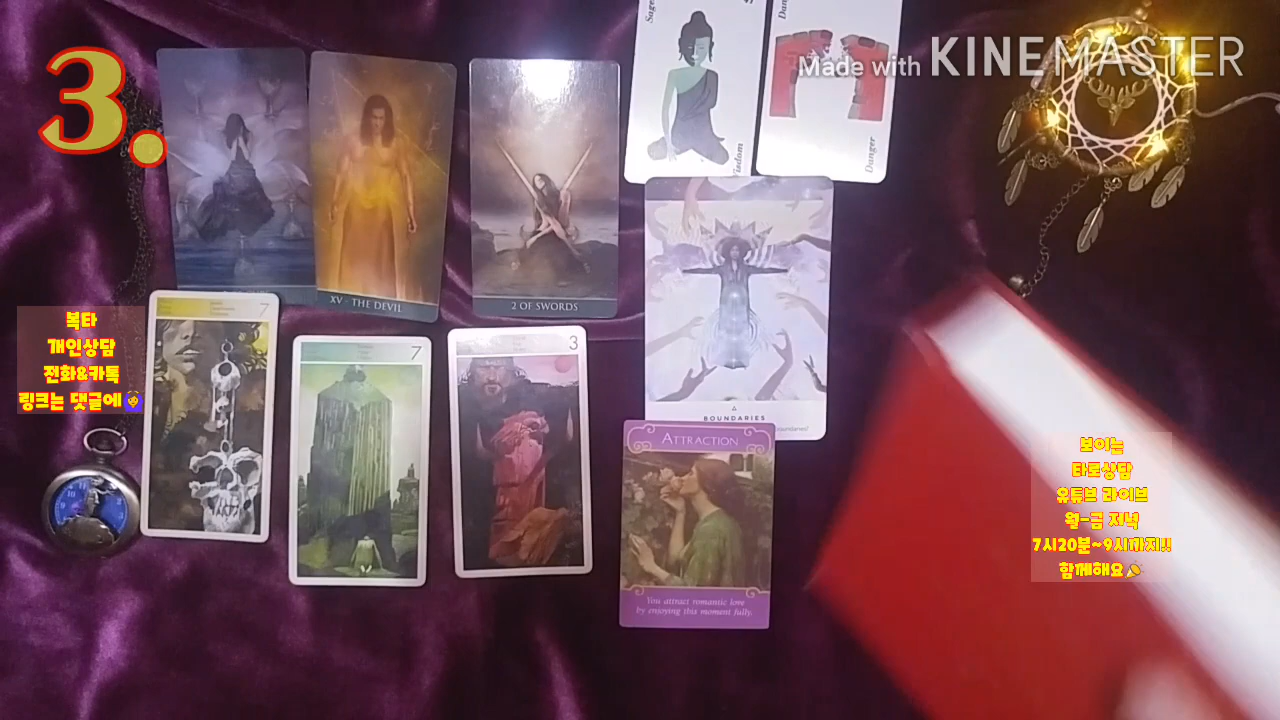 3.
Made with KINEMASTER
Danger
XV - THE DEVIL
2 OF SWORDS
BOUNDARIES
7
7
3
ATTRACTION
You attract romantic love
by enjoying this moment fully.
복타
개인상담
전화&카톡
링크는 댓글에🙆‍♀️
보이는
타로상담
유튜브 라이브
월-금 저녁
7시20분~9시까지!!
함께해요🎉